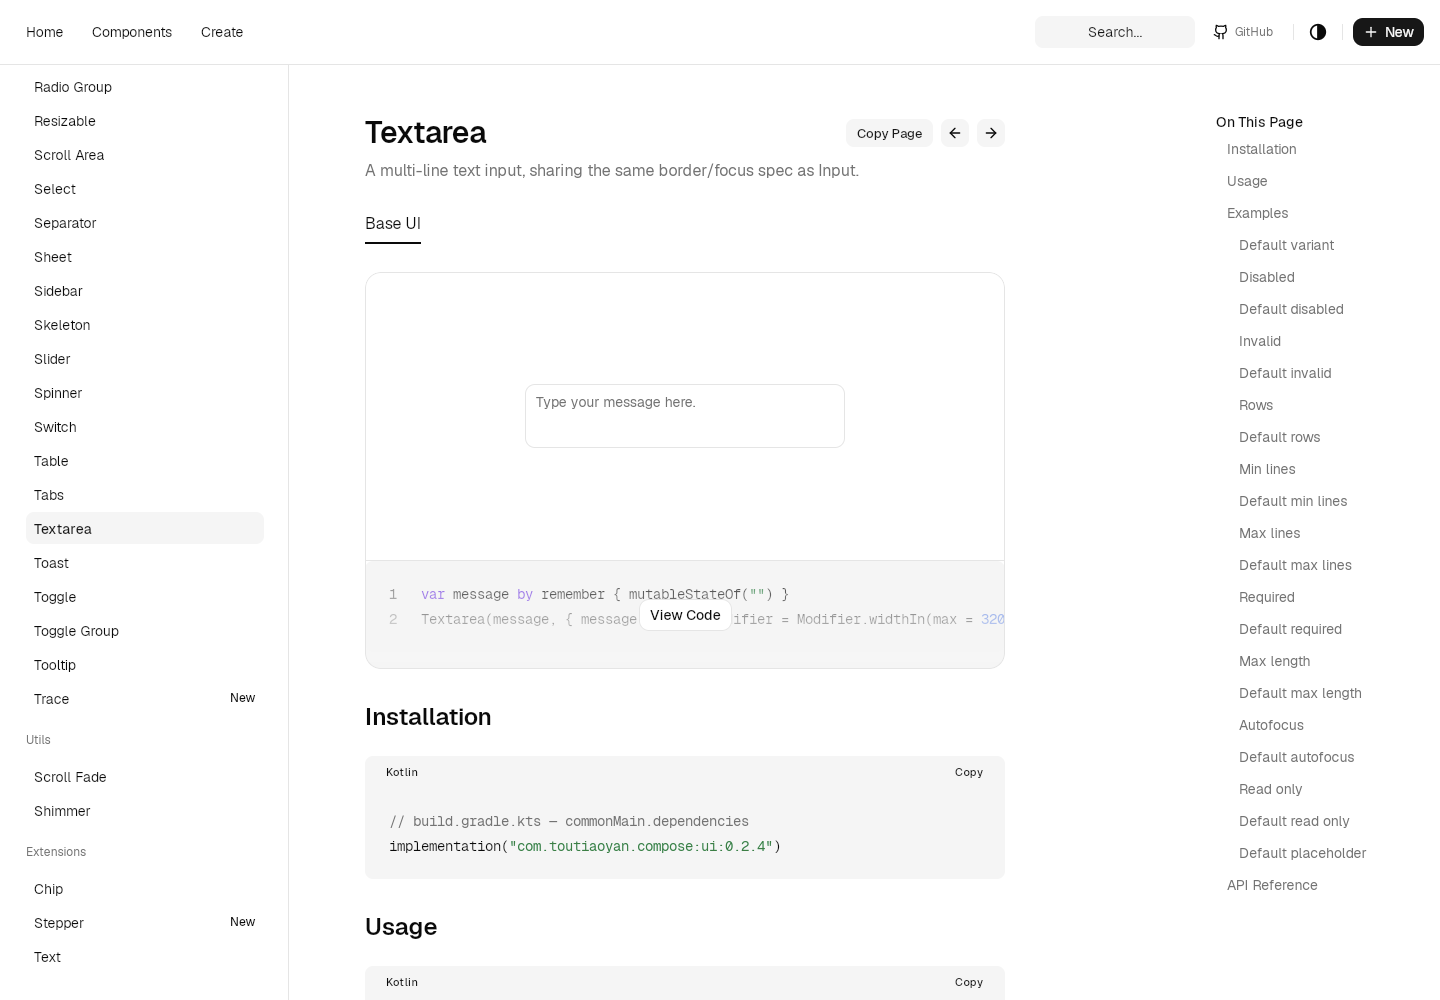 Home Components Create Search... GitHub New
Radio Group
Resizable
Scroll Area
Select
Separator
Sheet
Sidebar
Skeleton
Slider
Spinner
Switch
Table
Tabs
Textarea
Toast
Toggle
Toggle Group
Tooltip
Trace New
Utils
Scroll Fade
Shimmer
Extensions
Chip
Stepper New
Text
Textarea
Copy Page
A multi-line text input, sharing the same border/focus spec as Input.
Base UI
Type your message here.
1 var message by remember { mutableStateOf("") }
2 Textarea(message, { message ifier = Modifier.widthIn(max = 320
View Code
Installation
Kotlin Copy
// build.gradle.kts — commonMain.dependencies
implementation("com.toutiaoyan.compose:ui:0.2.4")
Usage
Kotlin Copy
On This Page
Installation
Usage
Examples
Default variant
Disabled
Default disabled
Invalid
Default invalid
Rows
Default rows
Min lines
Default min lines
Max lines
Default max lines
Required
Default required
Max length
Default max length
Autofocus
Default autofocus
Read only
Default read only
Default placeholder
API Reference